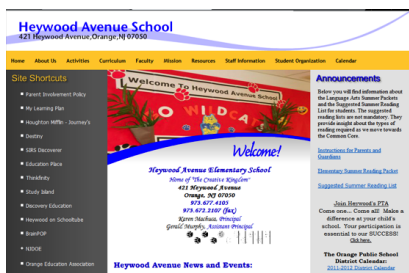 Heywood Avenue School
421 Heywood Avenue, Orange, NJ 07050
Home About Us Activities Curriculum Faculty Mission Resources Staff Information Student Organization Calendar
Site Shortcuts
Parent Involvement Policy
My Learning Plan
Houghton Mifflin - Journey's
Destiny
SIRS Discoverer
Education Place
Thinkfinity
Study Island
Discovery Education
Heywood on Schooltube
BrainPOP
NJDOE
Orange Education Association
Welcome To Heywood Avenue School
GO WILDCA
Welcome!
Heywood Avenue Elementary School
Home of "The Creative Kingdom"
421 Heywood Avenue
Orange, NJ 07050
973.677.4105
973.672.2107 (fax)
Karen Machuca, Principal
Gerald Murphy, Assistant Principal
Heywood Avenue News and Events:
Announcements
Below you will find information about
the Language Arts Summer Packets
and the Suggested Summer Reading
List for students. The suggested
reading lists are not mandatory. They
provide insight about the types of
reading required as we move towards
the Common Core.
Instructions for Parents and
Guardians
Elementary Summer Reading Packet
Suggested Summer Reading List
Join Heywood's PTA
Come one... Come all! Make a
difference at your child's
school. Your participation is
essential to our SUCCESS!
Click here.
The Orange Public School
District Calendar:
2011-2012 District Calendar